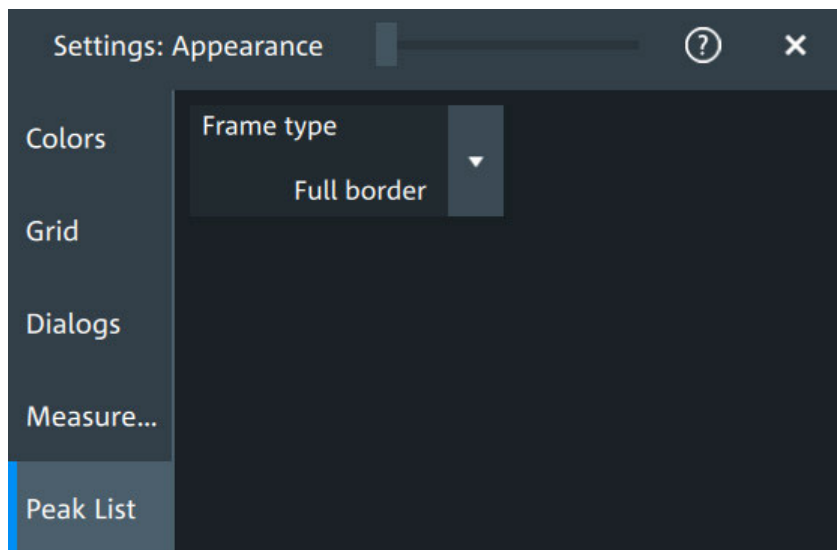 Settings: Appearance
?
Colors
Grid
Dialogs
Measure...
Peak List
Frame type
Full border